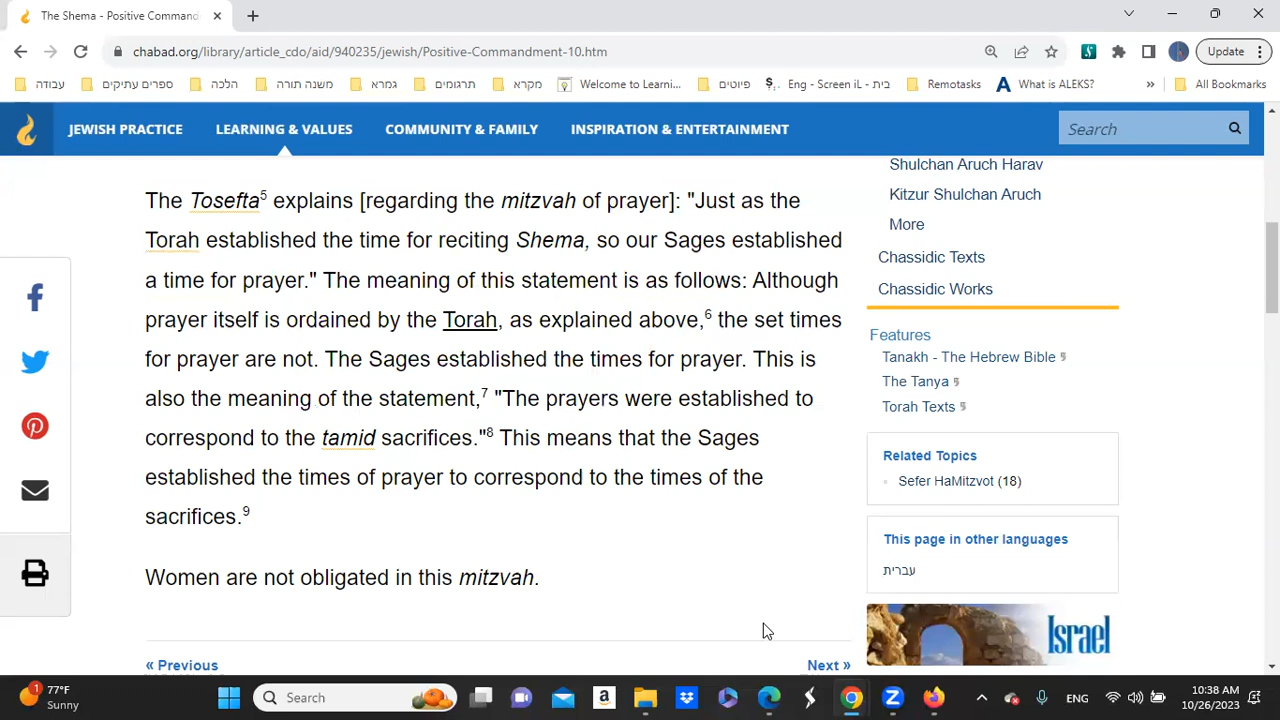 The Shema - Positive Comman
chabad.org/library/article_cdo/aid/940235/jewish/Positive-Commandment-10.htm
Update
עבודה
ספרים עתיקים
הלכה
משנה תורה
גמרא
תרגומים
מקרא
Welcome to Learni...
פיוטים
Eng - Screen iL - בית
Remotasks
What is ALEKS?
»
All Bookmarks
JEWISH PRACTICE
LEARNING & VALUES
COMMUNITY & FAMILY
INSPIRATION & ENTERTAINMENT
Search
The Tosefta5 explains [regarding the mitzvah of prayer]: "Just as the
Torah established the time for reciting Shema, so our Sages established
a time for prayer." The meaning of this statement is as follows: Although
prayer itself is ordained by the Torah, as explained above,6 the set times
for prayer are not. The Sages established the times for prayer. This is
also the meaning of the statement,7 "The prayers were established to
correspond to the tamid sacrifices."8 This means that the Sages
established the times of prayer to correspond to the times of the
sacrifices.9
Women are not obligated in this mitzvah.
« Previous
Next »
Shulchan Aruch Harav
Kitzur Shulchan Aruch
More
Chassidic Texts
Chassidic Works
Features
Tanakh - The Hebrew Bible
The Tanya
Torah Texts
Related Topics
Sefer HaMitzvot (18)
This page in other languages
עברית
Israel
1
77°F
Sunny
Search
ENG
10:38 AM
10/26/2023